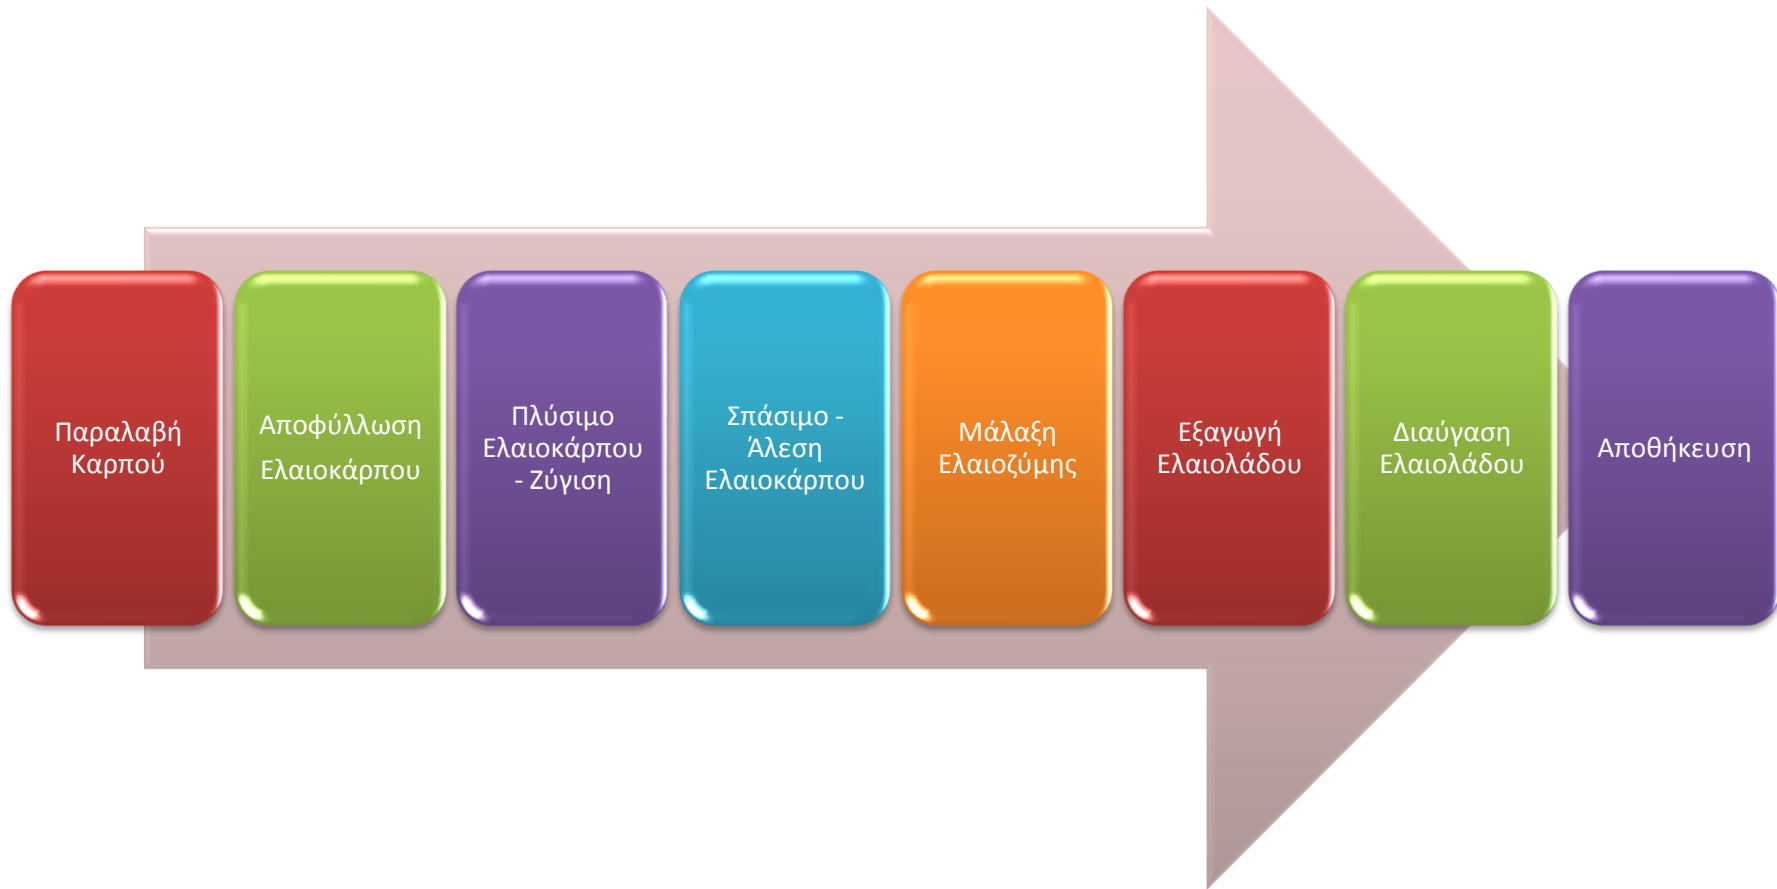 Παραλαβή
Καρπού
Αποφύλλωση
Ελαιοκάρπου
Πλύσιμο
Ελαιοκάρπου
- Ζύγιση
Σπάσιμο -
Άλεση
Ελαιοκάρπου
Μάλαξη
Ελαιοζύμης
Εξαγωγή
Ελαιολάδου
Διαύγαση
Ελαιολάδου
Αποθήκευση